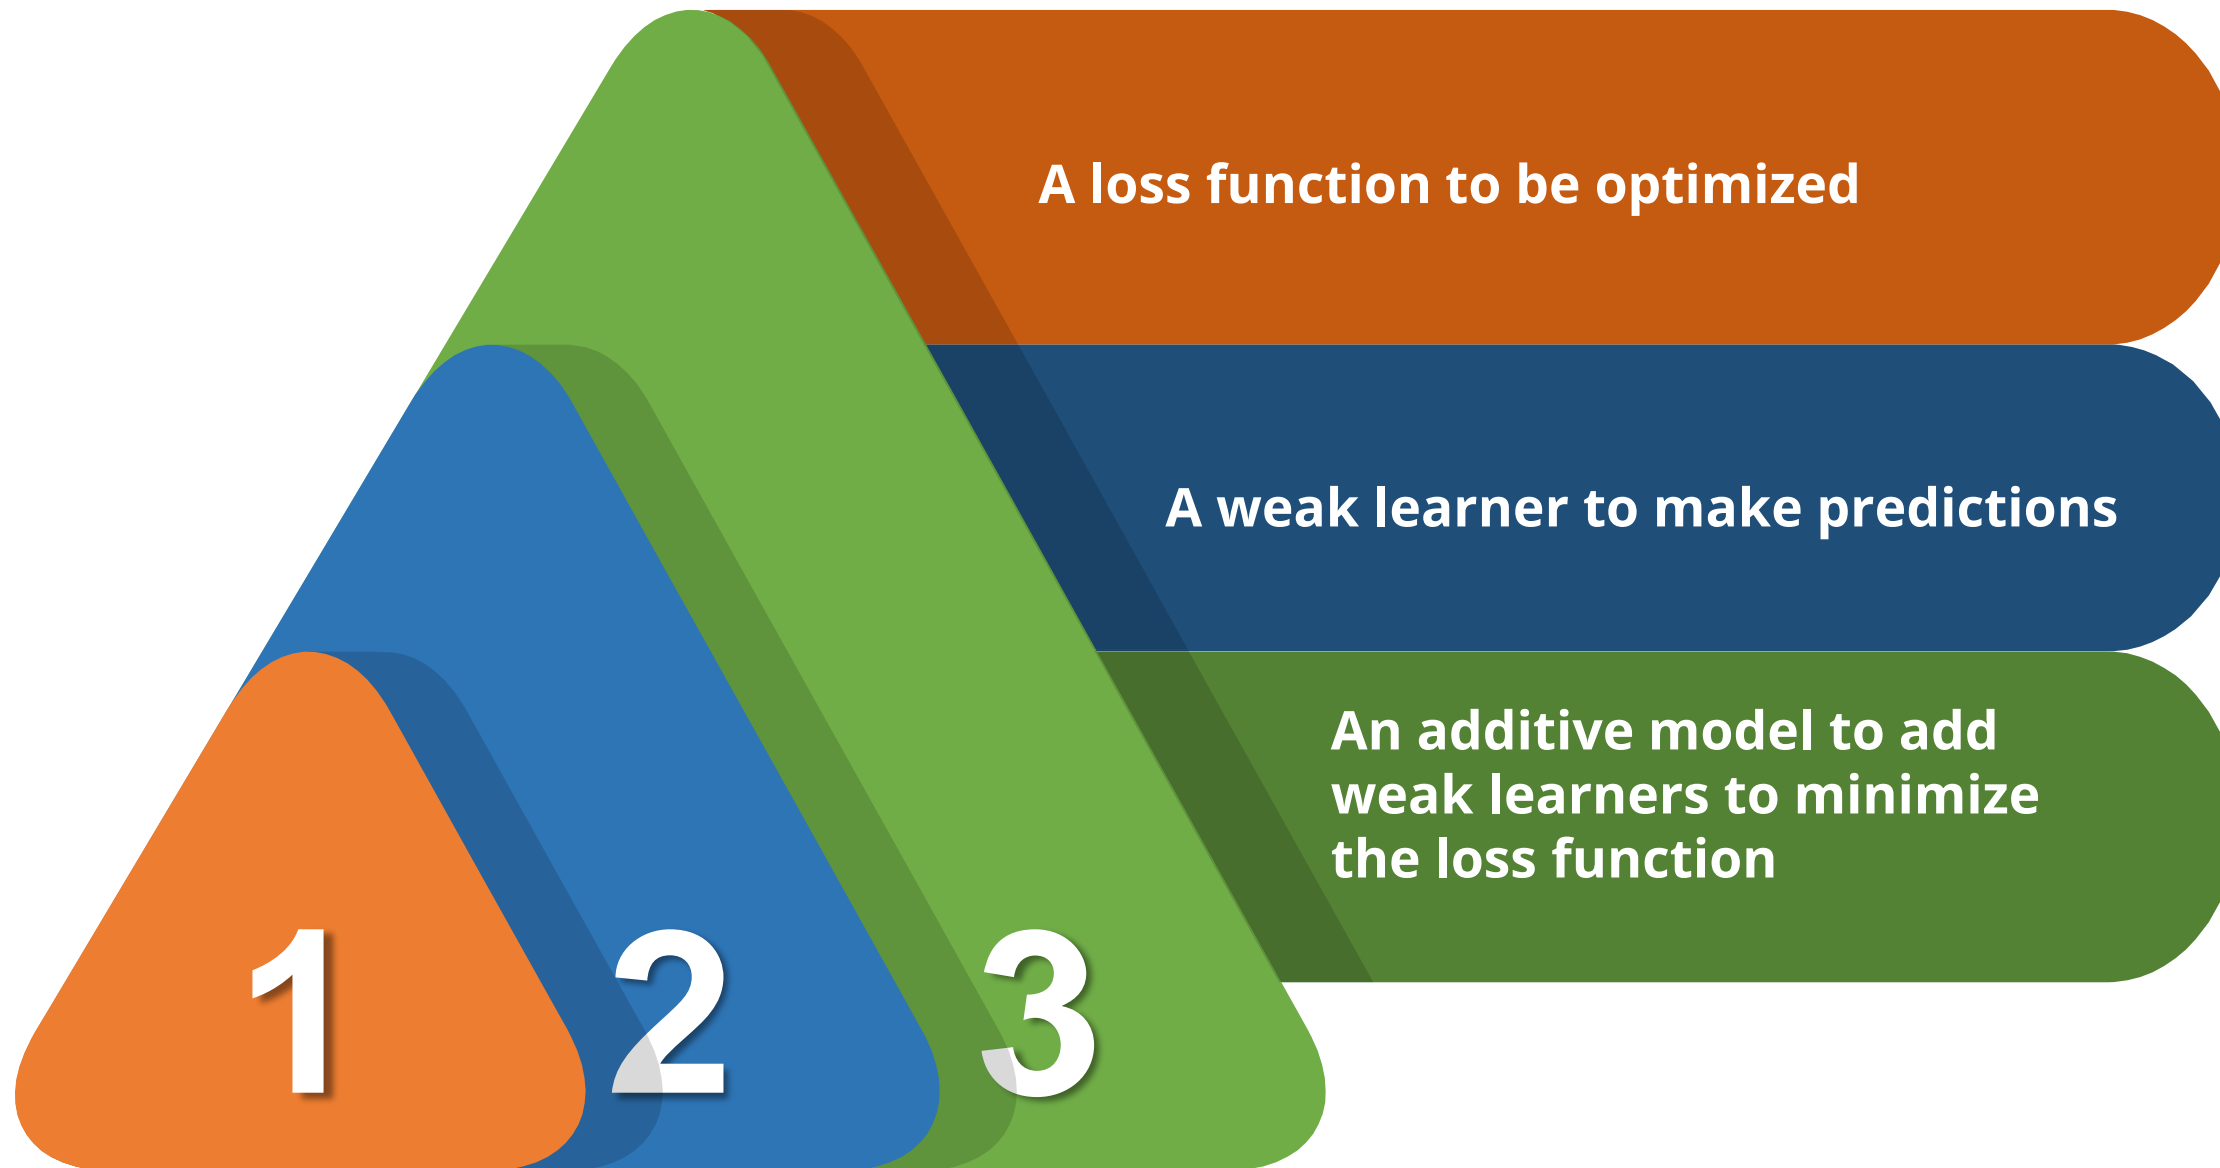 A loss function to be optimized
A weak learner to make predictions
An additive model to add
weak learners to minimize
the loss function
1 2 3